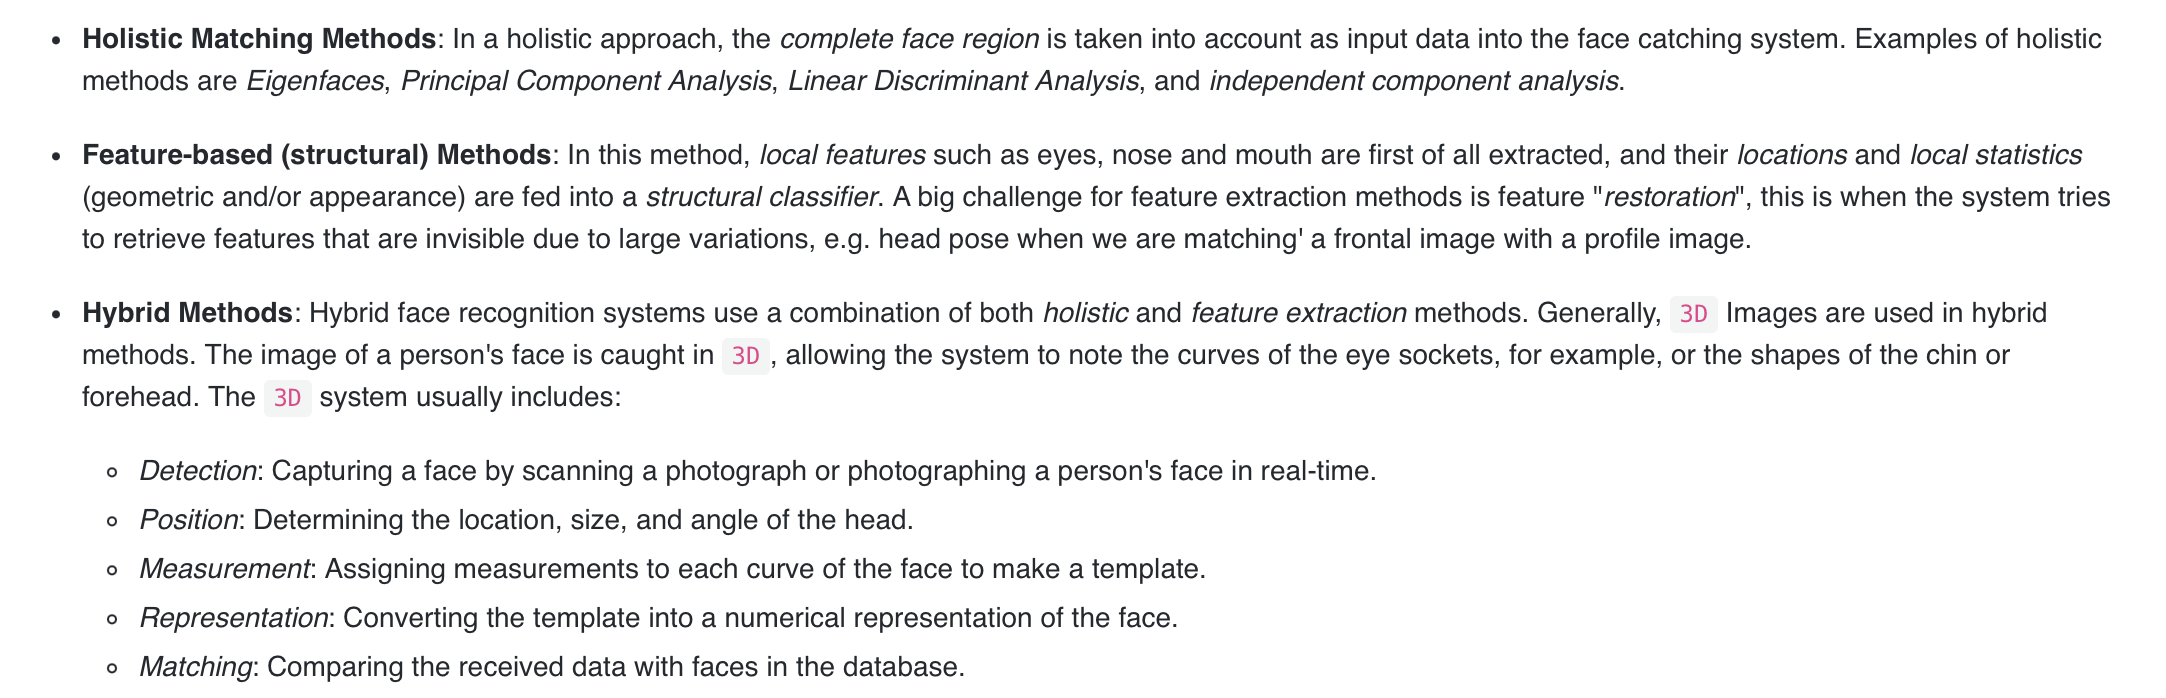 Holistic Matching Methods: In a holistic approach, the complete face region is taken into account as input data into the face catching system. Examples of holistic
methods are Eigenfaces, Principal Component Analysis, Linear Discriminant Analysis, and independent component analysis.
Feature-based (structural) Methods: In this method, local features such as eyes, nose and mouth are first of all extracted, and their locations and local statistics
(geometric and/or appearance) are fed into a structural classifier. A big challenge for feature extraction methods is feature "restoration", this is when the system tries
to retrieve features that are invisible due to large variations, e.g. head pose when we are matching' a frontal image with a profile image.
Hybrid Methods: Hybrid face recognition systems use a combination of both holistic and feature extraction methods. Generally, 3D Images are used in hybrid
methods. The image of a person's face is caught in 3D , allowing the system to note the curves of the eye sockets, for example, or the shapes of the chin or
forehead. The 3D system usually includes:
Detection: Capturing a face by scanning a photograph or photographing a person's face in real-time.
Position: Determining the location, size, and angle of the head.
Measurement: Assigning measurements to each curve of the face to make a template.
Representation: Converting the template into a numerical representation of the face.
Matching: Comparing the received data with faces in the database.